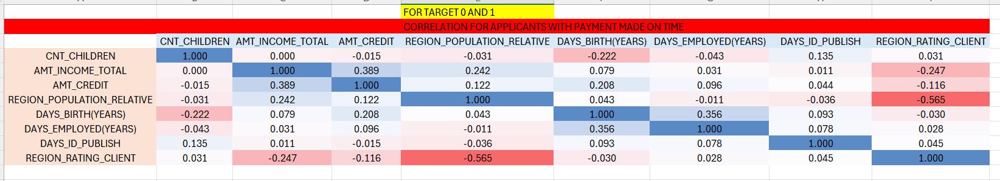 FOR TARGET 0 AND 1
CORRELATION FOR APPLICANTS WITH PAYMENT MADE ON TIME
CNT_CHILDREN AMT_INCOME_TOTAL AMT_CREDIT REGION_POPULATION_RELATIVE DAYS_BIRTH(YEARS) DAYS_EMPLOYED(YEARS) DAYS_ID_PUBLISH REGION_RATING_CLIENT
CNT_CHILDREN 1.000 0.000 -0.015 -0.031 -0.222 -0.043 0.135 0.031
AMT_INCOME_TOTAL 0.000 1.000 0.389 0.242 0.079 0.031 0.011 -0.247
AMT_CREDIT -0.015 0.389 1.000 0.122 0.208 0.096 0.044 -0.116
REGION_POPULATION_RELATIVE -0.031 0.242 0.122 1.000 0.043 -0.011 -0.036 -0.565
DAYS_BIRTH(YEARS) -0.222 0.079 0.208 0.043 1.000 0.356 0.093 -0.030
DAYS_EMPLOYED(YEARS) -0.043 0.031 0.096 -0.011 0.356 1.000 0.078 0.028
DAYS_ID_PUBLISH 0.135 0.011 -0.015 -0.036 0.093 0.078 1.000 0.045
REGION_RATING_CLIENT 0.031 -0.247 -0.116 -0.565 -0.030 0.028 0.045 1.000